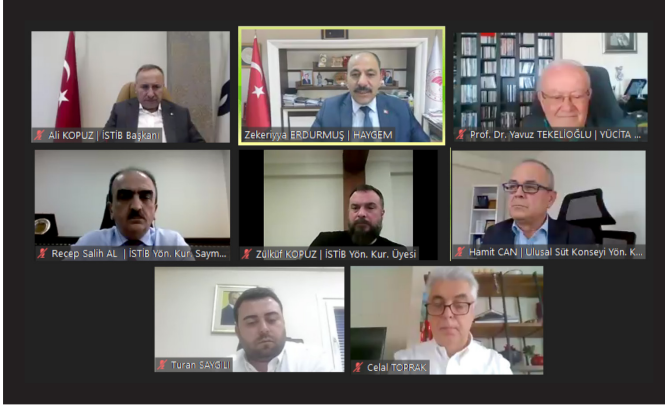 Ali KOPUZ | İSTİB Başkanı
Zekeriyya ERDURMUŞ | HAYGEM
Prof. Dr. Yavuz TEKELİOĞLU | YÜCİTA ...
Recep Salih AL | İSTİB Yön. Kur. Saym...
Zülküf KOPUZ | İSTİB Yön. Kur. Üyesi
Hamit CAN | Ulusal Süt Konseyi Yön. K...
Turan SAYGILI
Celal TOPRAK